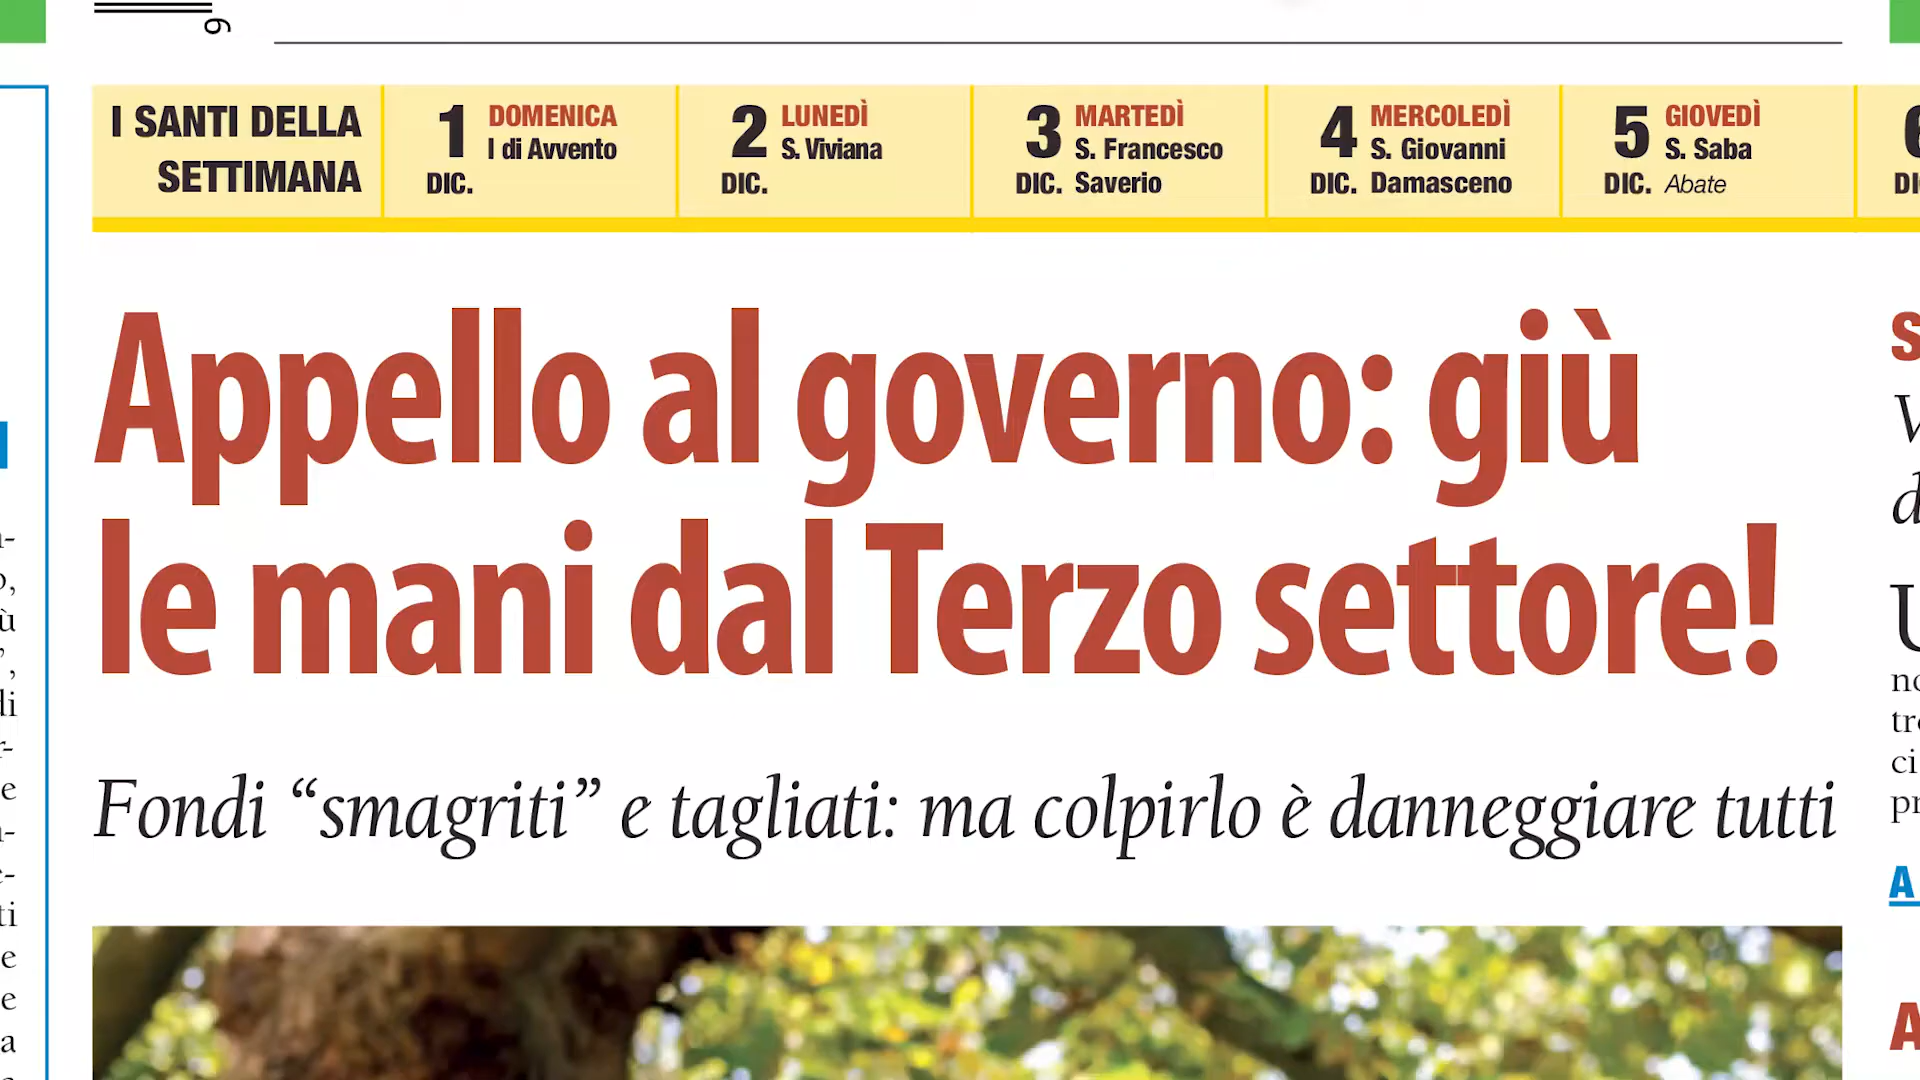 9
I SANTI DELLA
SETTIMANA
1 DOMENICA
I di Avvento
DIC.
2 LUNEDÌ
S. Viviana
DIC.
3 MARTEDÌ
S. Francesco
DIC. Saverio
4 MERCOLEDÌ
S. Giovanni
DIC. Damasceno
5 GIOVEDÌ
S. Saba
DIC. Abate
Appello al governo: giù
le mani dal Terzo settore!
Fondi “smagriti” e tagliati: ma colpirlo è danneggiare tutti